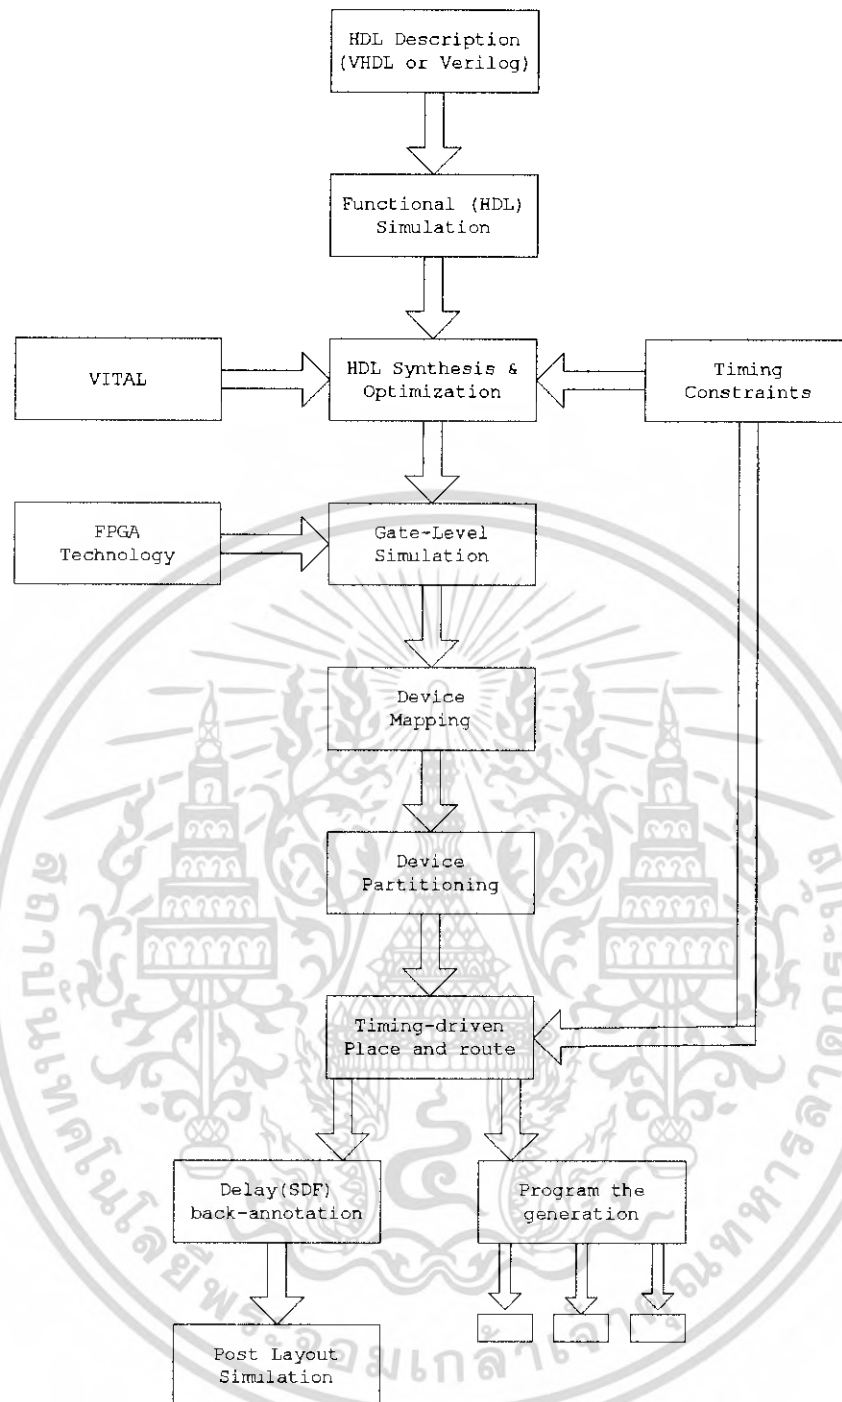 HDL Description
(VHDL or Verilog)
Functional (HDL)
Simulation
VITAL
HDL Synthesis &
Optimization
Timing
Constraints
FPGA
Technology
Gate-Level
Simulation
Device
Mapping
Device
Partitioning
Timing-driven
Place and route
Delay(SDF)
back-annotation
Program the
generation
Post Layout
Simulation